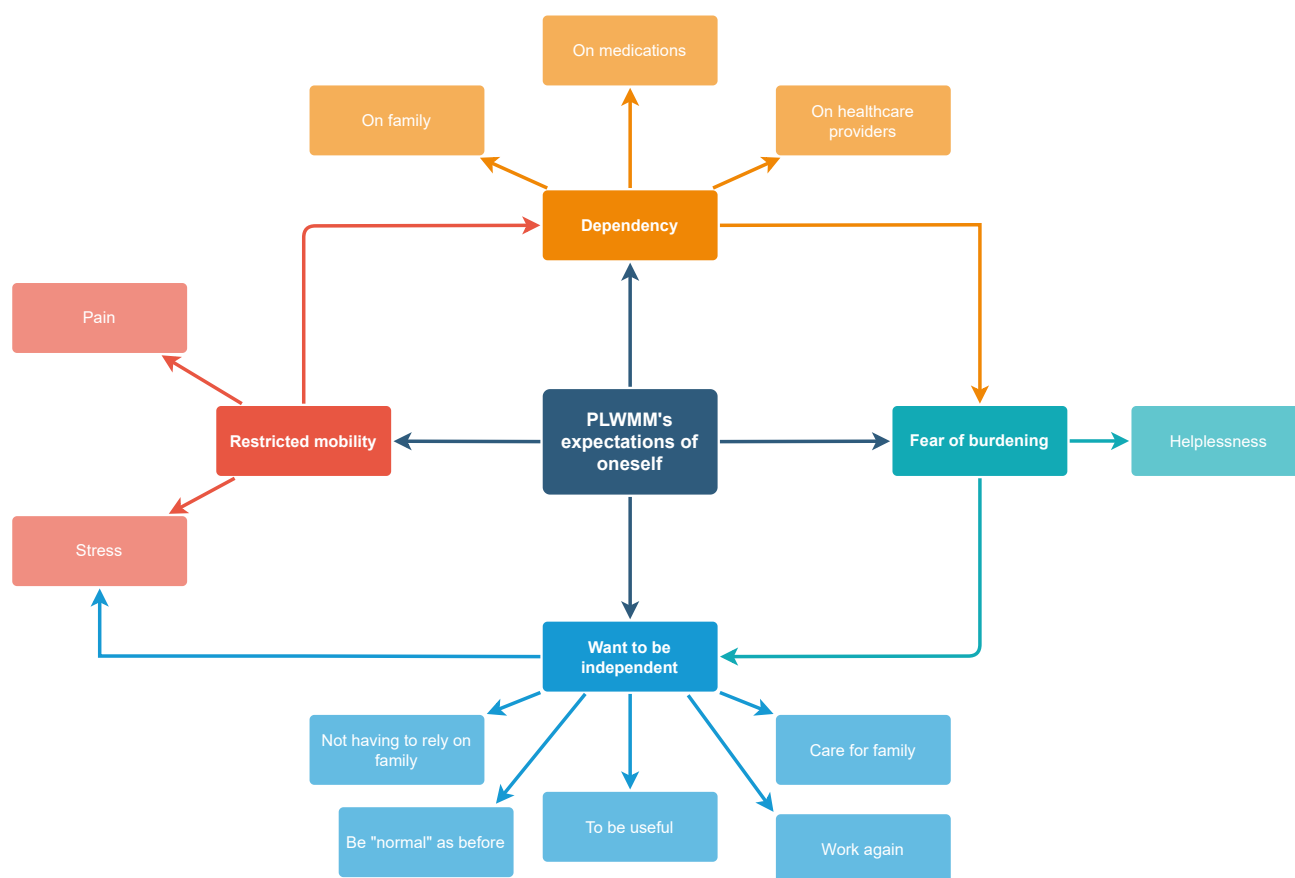 On medications
On family
On healthcare
providers
Dependency
Pain
PLWMM's
expectations of
oneself
Restricted mobility
Fear of burdening
Helplessness
Stress
Want to be
independent
Not having to rely on
family
Care for family
Be "normal" as before
To be useful
Work again